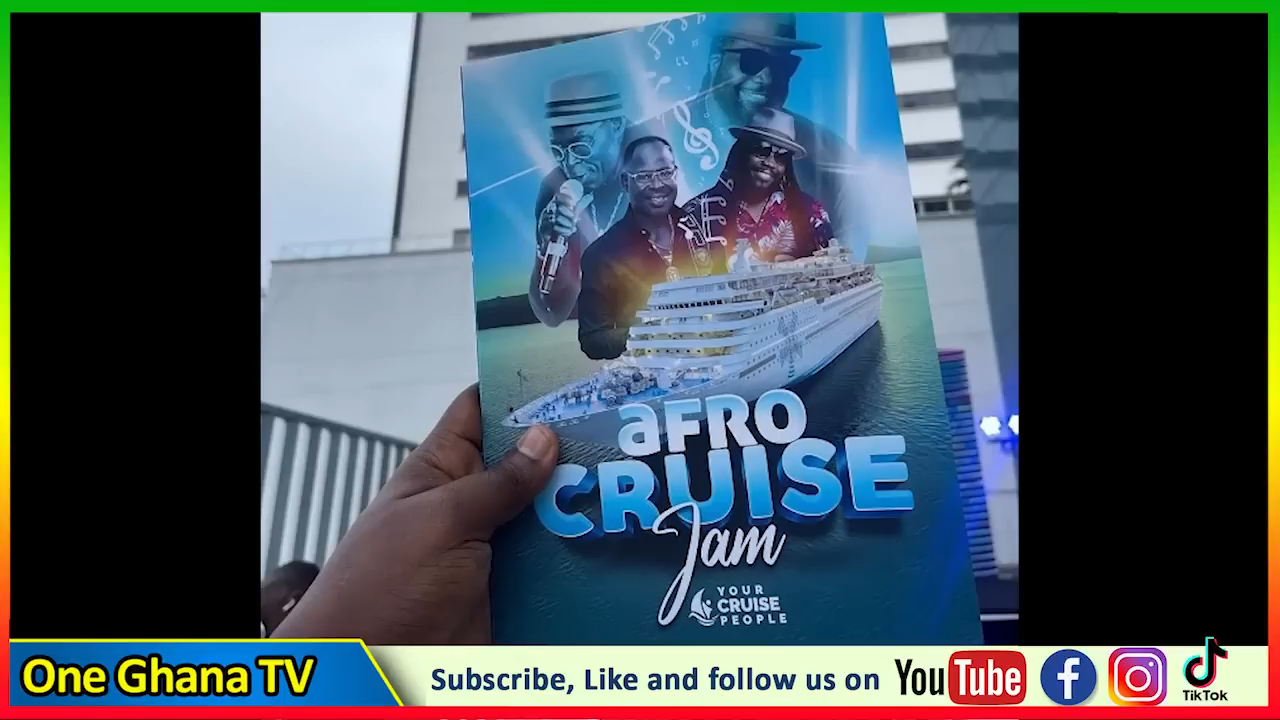 aFRO
CRUISE
Jam
YOUR
CRUISE
PEOPLE
One Ghana TV
Subscribe, Like and follow us on YouTube
TikTok